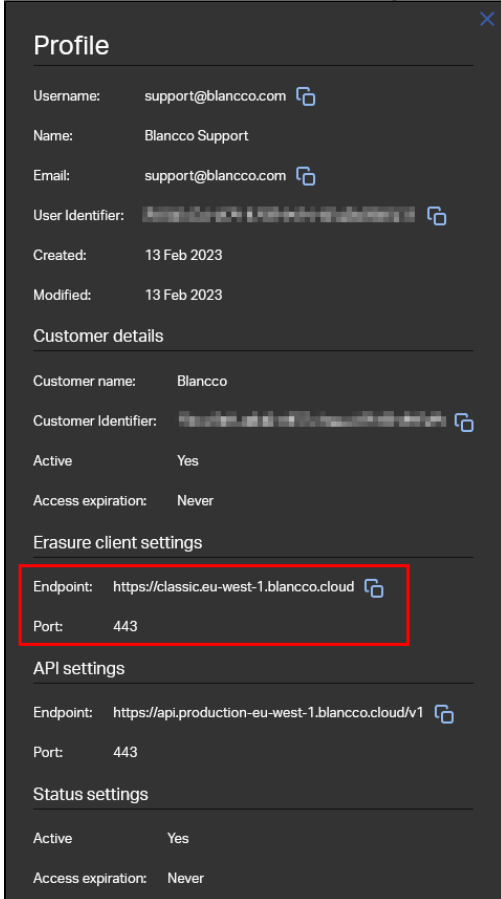 Profile
Username: support@blancco.com
Name: Blancco Support
Email: support@blancco.com
User Identifier:
Created: 13 Feb 2023
Modified: 13 Feb 2023
Customer details
Customer name: Blancco
Customer Identifier:
Active Yes
Access expiration: Never
Erasure client settings
Endpoint: https://classic.eu-west-1.blancco.cloud
Port: 443
API settings
Endpoint: https://api.production-eu-west-1.blancco.cloud/v1
Port: 443
Status settings
Active Yes
Access expiration: Never